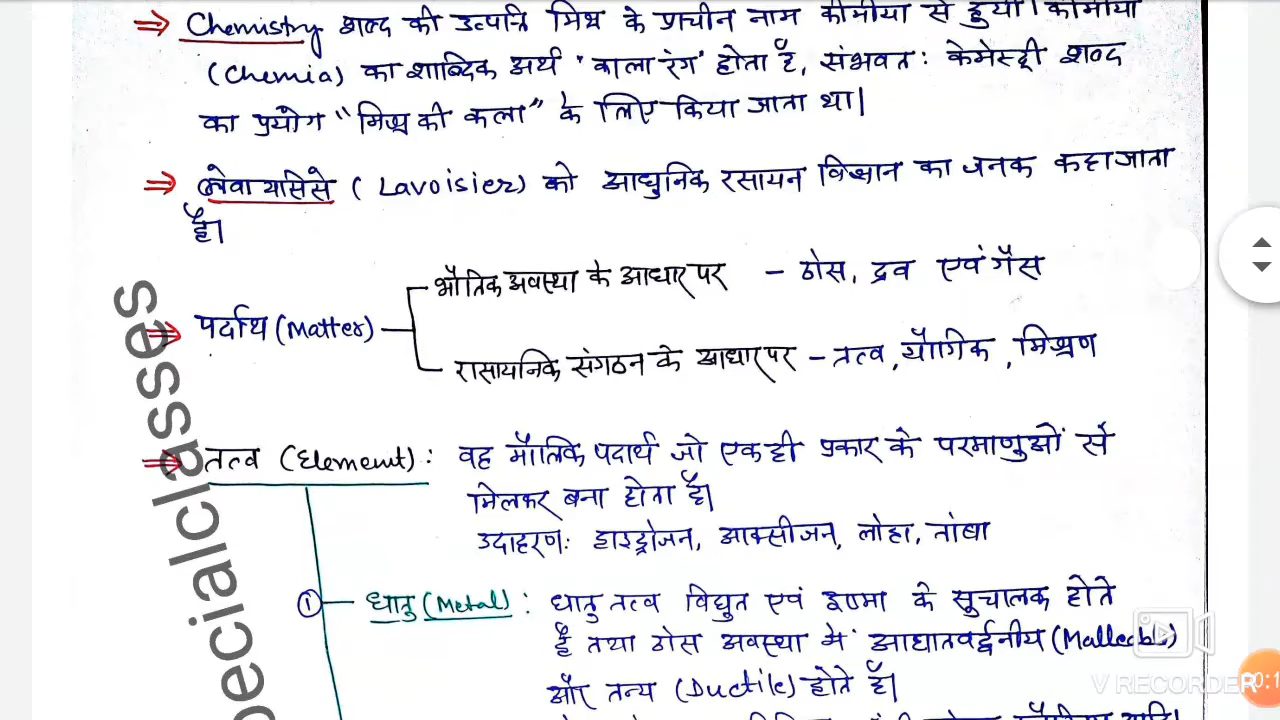 ⇒ Chemistry शब्द की उत्पत्ति मिश्र के प्राचीन नाम कीमीया से हुयी। कीमीया
(Chemia) का शाब्दिक अर्थ 'काला रंग' होता है, संभवत: केमेस्ट्री शब्द
का प्रयोग "मिश्र की कला" के लिए किया जाता था।
⇒ लेवायसिसे (Lavoisier) को आधुनिक रसायन विज्ञान का जनक कहा जाता
है।
भौतिक अवस्था के आधार पर - ठोस, द्रव एवं गैस
⇒ पर्दाथ (Matter)
रासायनिक संगठन के आधार पर - तत्व, यौगिक, मिश्रण
⇒ तत्व (Element): वह मौलिक पदार्थ जो एक ही प्रकार के परमाणुओं से
मिलकर बना होता है।
उदाहरण: हाइड्रोजन, आक्सीजन, लोहा, तांबा
① धातु (Metal): धातु तत्व विद्युत एवं ऊष्मा के सुचालक होते
है तथा ठोस अवस्था में आघातवर्द्धनीय (Malleable)
और तन्य (Ductile) होते है।
ecialclasses
V RECORDER